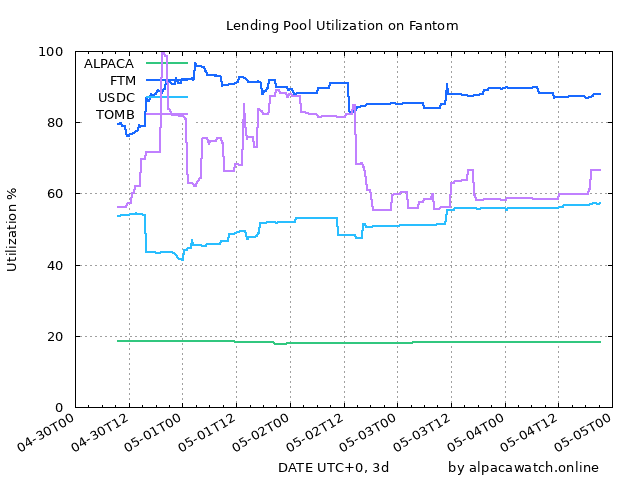 Lending Pool Utilization on Fantom
100
80
60
40
20
0
Utilization %
ALPACA
FTM
USDC
TOMB
04-30T00
04-30T12
05-01T00
05-01T12
05-02T00
05-02T12
05-03T00
05-03T12
05-04T00
05-04T12
05-05T00
DATE UTC+0, 3d
by alpacawatch.online